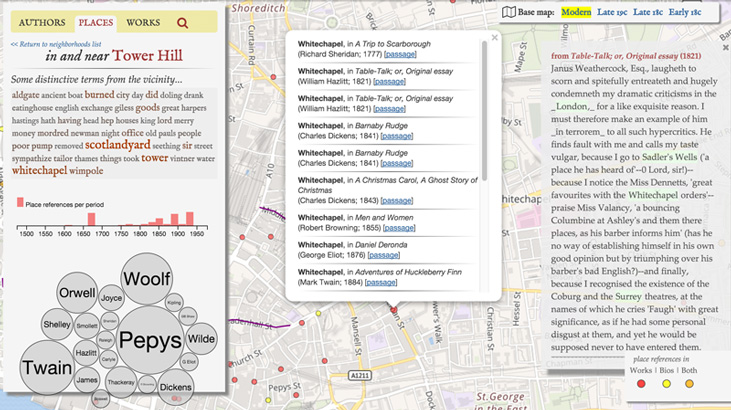 AUTHORS PLACES WORKS
<< Return to neighborhoods list
in and near Tower Hill
Some distinctive terms from the vicinity...
aldgate ancient boat burned city day did doling drank
eatinghouse english exchange giless goods great harpers
hastings hath having head hep houses king lord merry
money mordred newman night office old pauls people
poor pump removed scotlandyard seething sir street
sympathize tailor thames things took tower vintner water
whitechapel wimpole
Place references per period
1500 1550 1600 1650 1700 1750 1800 1850 1900 1950
Woolf
Orwell
Joyce
Kipling
Shelley
Smollett
Pepys
Wilde
Hazlitt
Carlyle
G Eliot
Twain
James
Thackeray
Dickens
Boswell
Shoreditch
Curtain Rd
A10
Mansell St
A1211
Church St
Pepys St
Christian St
Hessel St
St.George
in the East
Mape St
Whitechapel, in A Trip to Scarborough
(Richard Sheridan; 1777) [passage]
Whitechapel, in Table-Talk; or, Original essay
(William Hazlitt; 1821) [passage]
Whitechapel, in Table-Talk; or, Original essay
(William Hazlitt; 1821) [passage]
Whitechapel, in Barnaby Rudge
(Charles Dickens; 1841) [passage]
Whitechapel, in Barnaby Rudge
(Charles Dickens; 1841) [passage]
Whitechapel, in A Christmas Carol, A Ghost Story of
Christmas
(Charles Dickens; 1843) [passage]
Whitechapel, in Men and Women
(Robert Browning; 1855) [passage]
Whitechapel, in Daniel Deronda
(George Eliot; 1876) [passage]
Whitechapel, in Adventures of Huckleberry Finn
(Mark Twain; 1884) [passage]
Base map: Modern Late 19c Late 18c Early 18c
from Table-Talk; or, Original essay (1821)
Janus Weathercock, Esq., laugheth to
scorn and spitefully entreateth and hugely
condemneth my dramatic criticisms in the
_London,_ for a like exquisite reason. I
must therefore make an example of him
_in terrorem_ to all such hypercritics. He
finds fault with me and calls my taste
vulgar, because I go to Sadler's Wells ('a
place he has heard of'--0 Lord, sir!)--
because I notice the Miss Dennetts, 'great
favourites with the Whitechapel orders'--
praise Miss Valancy, 'a bouncing
Columbine at Ashley's and them there
places, as his barber informs him' (has he
no way of establishing himself in his own
good opinion but by triumphing over his
barber's bad English?)--and finally,
because I recognised the existence of the
Coburg and the Surrey theatres, at the
names of which he cries 'Faugh' with great
significance, as if he had some personal
disgust at them, and yet he would be
supposed never to have entered them.
place references in
Works | Bios | Both